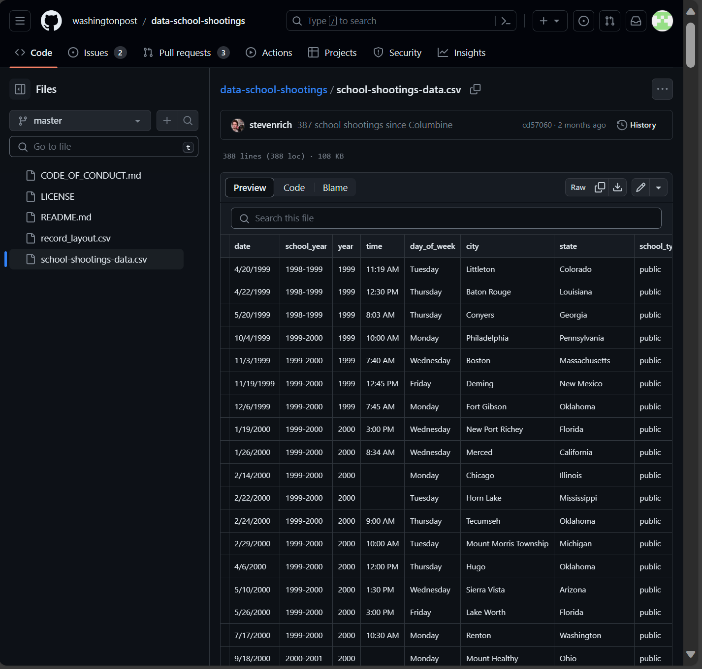 washingtonpost / data-school-shootings
Type / to search
Code Issues 2 Pull requests 3 Actions Projects Security Insights
Files
master
Go to file t
CODE_OF_CONDUCT.md
LICENSE
README.md
record_layout.csv
school-shootings-data.csv
data-school-shootings / school-shootings-data.csv
stevenrich 387 school shootings since Columbine cd57060 · 2 months ago History
388 lines (388 loc) · 108 KB
Preview Code Blame Raw
Search this file
date school_year year time day_of_week city state school_ty
4/20/1999 1998-1999 1999 11:19 AM Tuesday Littleton Colorado public
4/22/1999 1998-1999 1999 12:30 PM Thursday Baton Rouge Louisiana public
5/20/1999 1998-1999 1999 8:03 AM Thursday Conyers Georgia public
10/4/1999 1999-2000 1999 10:00 AM Monday Philadelphia Pennsylvania public
11/3/1999 1999-2000 1999 7:40 AM Wednesday Boston Massachusetts public
11/19/1999 1999-2000 1999 12:45 PM Friday Deming New Mexico public
12/6/1999 1999-2000 1999 7:45 AM Monday Fort Gibson Oklahoma public
1/19/2000 1999-2000 2000 3:00 PM Wednesday New Port Richey Florida public
1/26/2000 1999-2000 2000 8:34 AM Wednesday Merced California public
2/14/2000 1999-2000 2000 Monday Chicago Illinois public
2/22/2000 1999-2000 2000 Tuesday Horn Lake Mississippi public
2/24/2000 1999-2000 2000 9:00 AM Thursday Tecumseh Oklahoma public
2/29/2000 1999-2000 2000 10:00 AM Tuesday Mount Morris Township Michigan public
4/6/2000 1999-2000 2000 12:00 PM Thursday Hugo Oklahoma public
5/10/2000 1999-2000 2000 1:30 PM Wednesday Sierra Vista Arizona public
5/26/2000 1999-2000 2000 3:00 PM Friday Lake Worth Florida public
7/17/2000 1999-2000 2000 10:30 AM Monday Renton Washington public
9/18/2000 2000-2001 2000 Monday Mount Healthy Ohio public